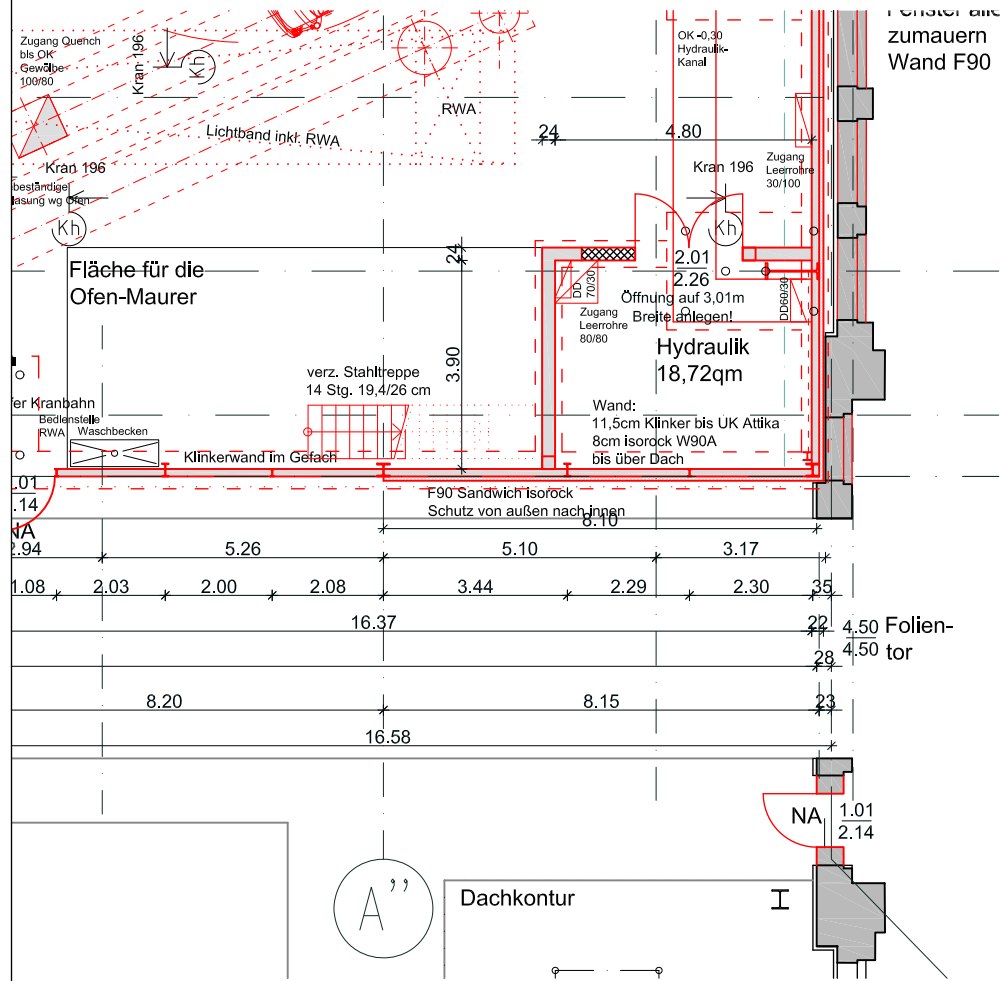 Zugang Quench
bis OK
Gewölbe
100/80
Kran 196
Kh
Lichtband inkl. RWA
RWA
OK -0,30
Hydraulik-
Kanal
zumauern
Wand F90
24
4.80
Kran 196
Zugang
Leerrohre
30/100
Kran 196
beständige
Kh
Kh
Fläche für die
Ofen-Maurer
24
3.90
2.01
2.26
DD
70/30
DD60/30
Öffnung auf 3,01m
Breite anlegen!
Zugang
Leerrohre
80/80
Hydraulik
18,72qm
verz. Stahltreppe
14 Stg. 19,4/26 cm
Wand:
11,5cm Klinker bis UK Attika
8cm isorock W90A
bis über Dach
Kranbahn
Bedienstelle
RWA
Waschbecken
Klinkerwand im Gefach
F90 Sandwich isorock
Schutz von außen nach innen
.01
.14
NA
8.10
2.94
5.26
5.10
3.17
1.08
2.03
2.00
2.08
3.44
2.29
2.30
35
16.37
22
4.50
4.50
Folien-
tor
28
8.20
8.15
23
16.58
NA
1.01
2.14
A’’
Dachkontur